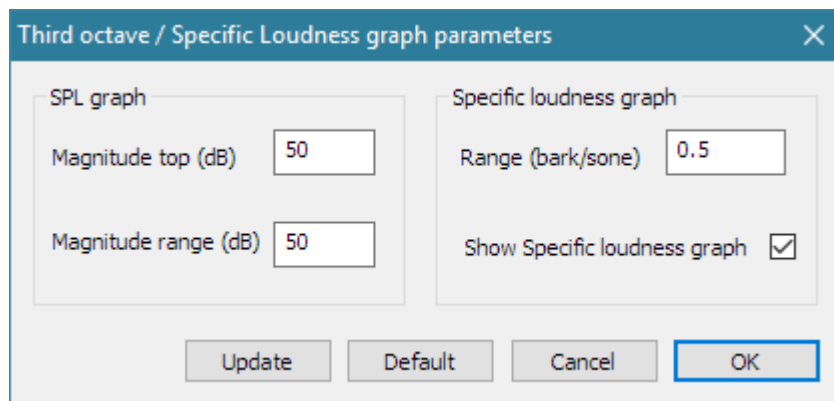 Third octave / Specific Loudness graph parameters
SPL graph
Magnitude top (dB) 50
Magnitude range (dB) 50
Specific loudness graph
Range (bark/sone) 0.5
Show Specific loudness graph
Update Default Cancel OK